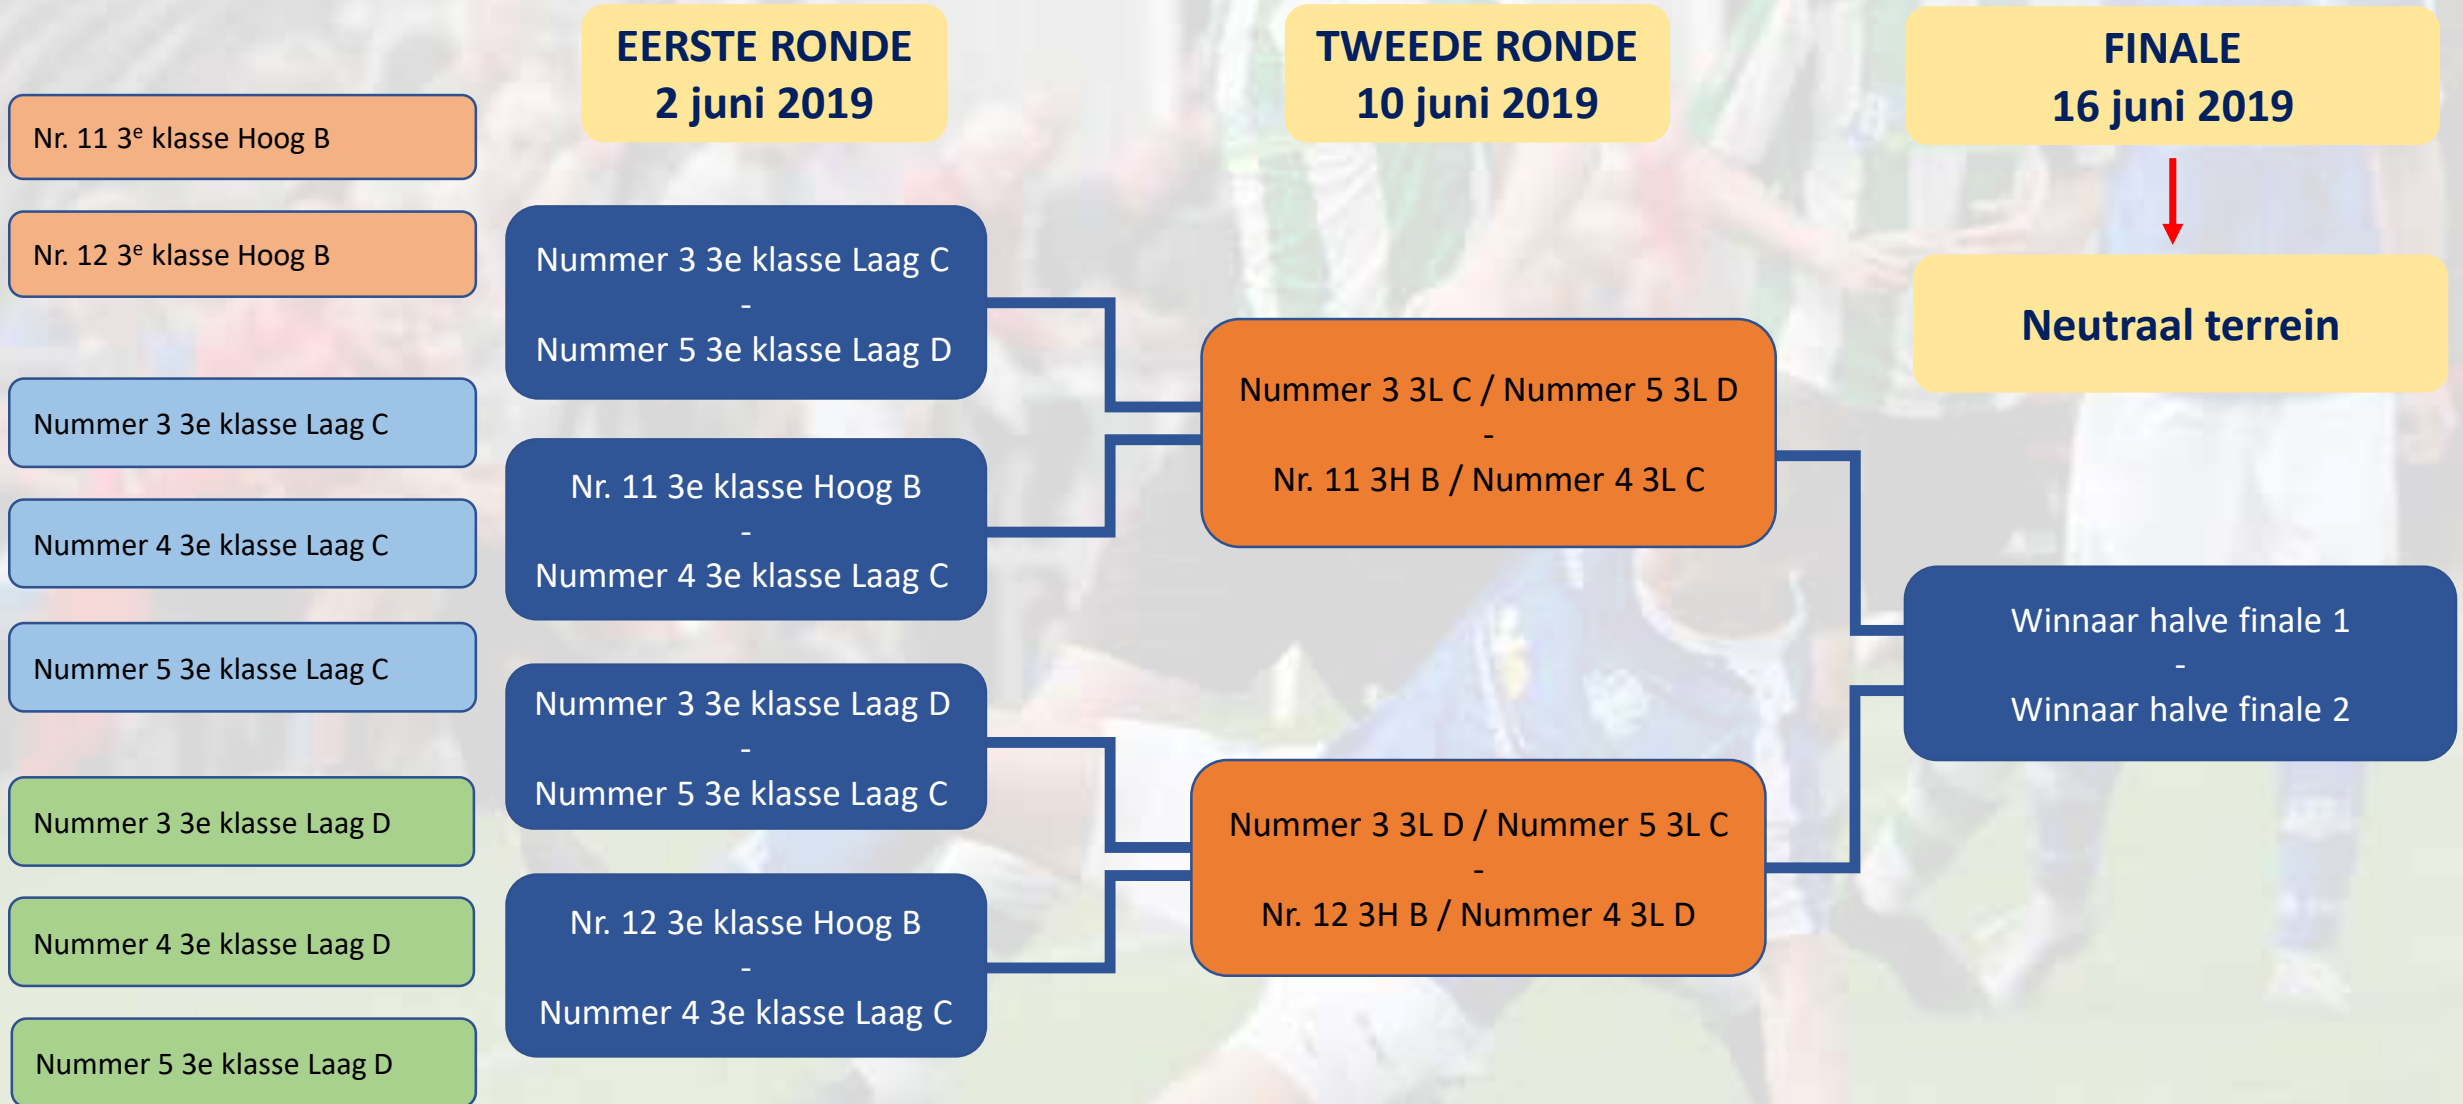 EERSTE RONDE
2 juni 2019
TWEEDE RONDE
10 juni 2019
FINALE
16 juni 2019
Neutraal terrein
Nr. 11 3e klasse Hoog B
Nr. 12 3e klasse Hoog B
Nummer 3 3e klasse Laag C
Nummer 4 3e klasse Laag C
Nummer 5 3e klasse Laag C
Nummer 3 3e klasse Laag D
Nummer 4 3e klasse Laag D
Nummer 5 3e klasse Laag D
Nummer 3 3e klasse Laag C
-
Nummer 5 3e klasse Laag D
Nr. 11 3e klasse Hoog B
-
Nummer 4 3e klasse Laag C
Nummer 3 3e klasse Laag D
-
Nummer 5 3e klasse Laag C
Nr. 12 3e klasse Hoog B
-
Nummer 4 3e klasse Laag C
Nummer 3 3L C / Nummer 5 3L D
-
Nr. 11 3H B / Nummer 4 3L C
Nummer 3 3L D / Nummer 5 3L C
-
Nr. 12 3H B / Nummer 4 3L D
Winnaar halve finale 1
-
Winnaar halve finale 2